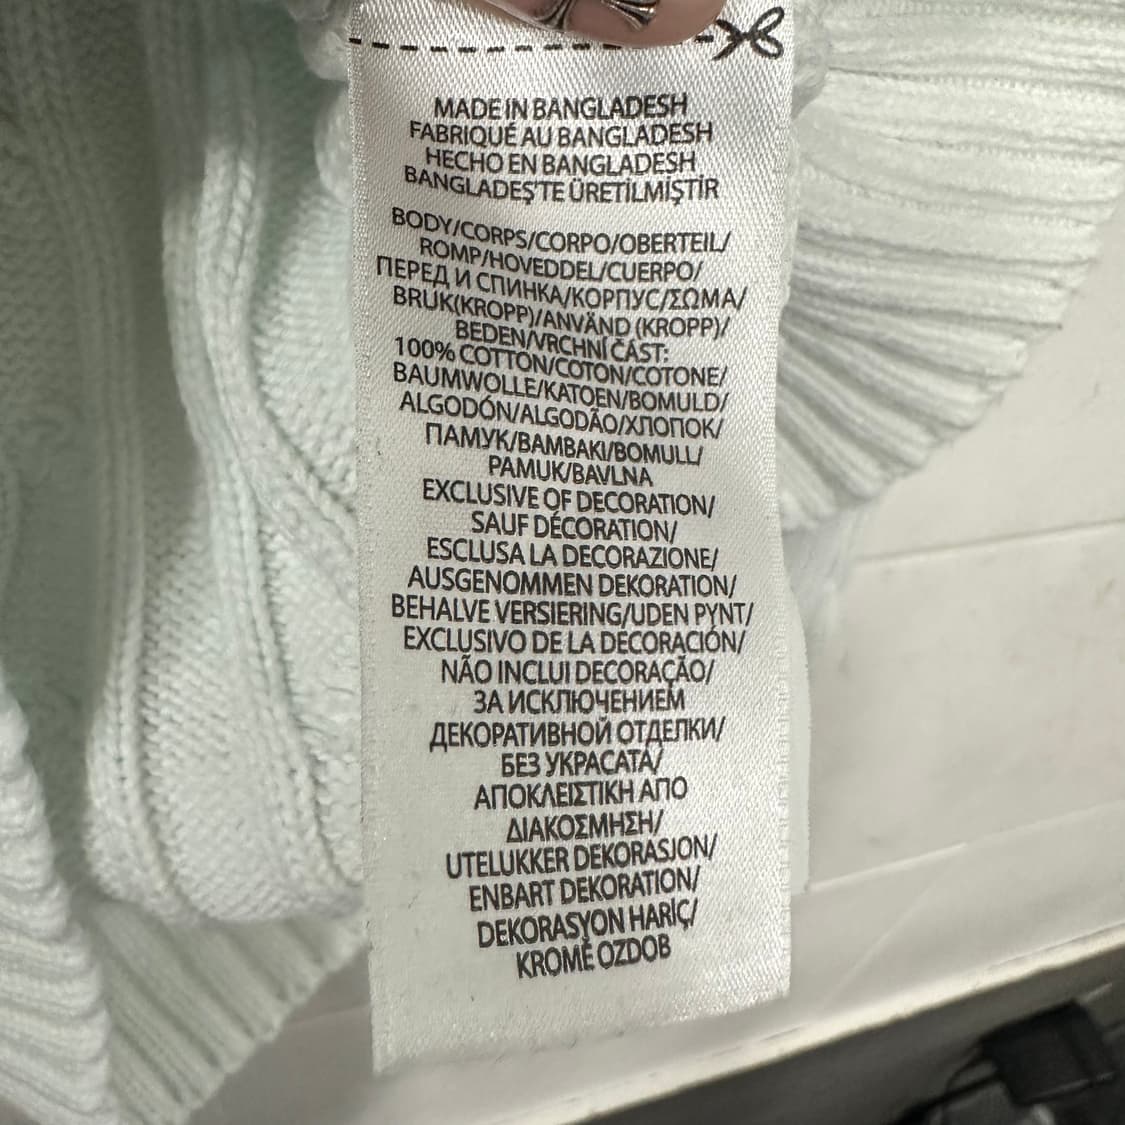 MADE IN BANGLADESH
FABRIQUÉ AU BANGLADESH
HECHO EN BANGLADESH
BANGLADEŞ'TE ÜRETİLMİŞTİR
BODY/CORPS/CORPO/OBERTEIL/
ROMP/HOVEDDEL/CUERPO/
ПЕРЕД И СПИНКА/КОРПУС/ΣΩΜΑ/
BRUK(KROPP)/ANVÄND (KROPP)/
BEDEN/VRCHNÍ ČÁST:
100% COTTON/COTON/COTONE/
BAUMWOLLE/KATOEN/BOMULD/
ALGODÓN/ALGODÃO/ХЛОПОК/
ПАМУК/BAMBAKI/BOMULL/
PAMUK/BAVLNA
EXCLUSIVE OF DECORATION/
SAUF DÉCORATION/
ESCLUSA LA DECORAZIONE/
AUSGENOMMEN DEKORATION/
BEHALVE VERSIERING/UDEN PYNT/
EXCLUSIVO DE LA DECORACIÓN/
NÃO INCLUI DECORAÇÃO/
ЗА ИСКЛЮЧЕНИЕМ
ДЕКОРАТИВНОЙ ОТДЕЛКИ/
БЕЗ УКРАСАТА/
ΑΠΟΚΛΕΙΣΤΙΚΗ ΑΠΟ
ΔΙΑΚΟΣΜΗΣΗ/
UTELUKKER DEKORASJON/
ENBART DEKORATION/
DEKORASYON HARİÇ/
KROMĚ OZDOB